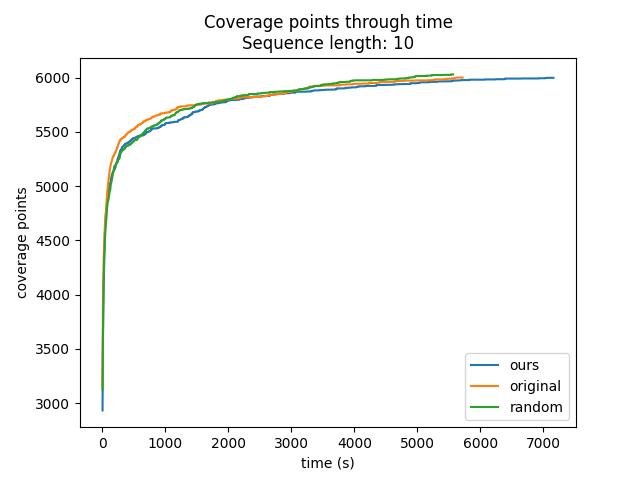 Coverage points through time
Sequence length: 10
coverage points
6000
5500
5000
4500
4000
3500
3000
ours
original
random
0 1000 2000 3000 4000 5000 6000 7000
time (s)